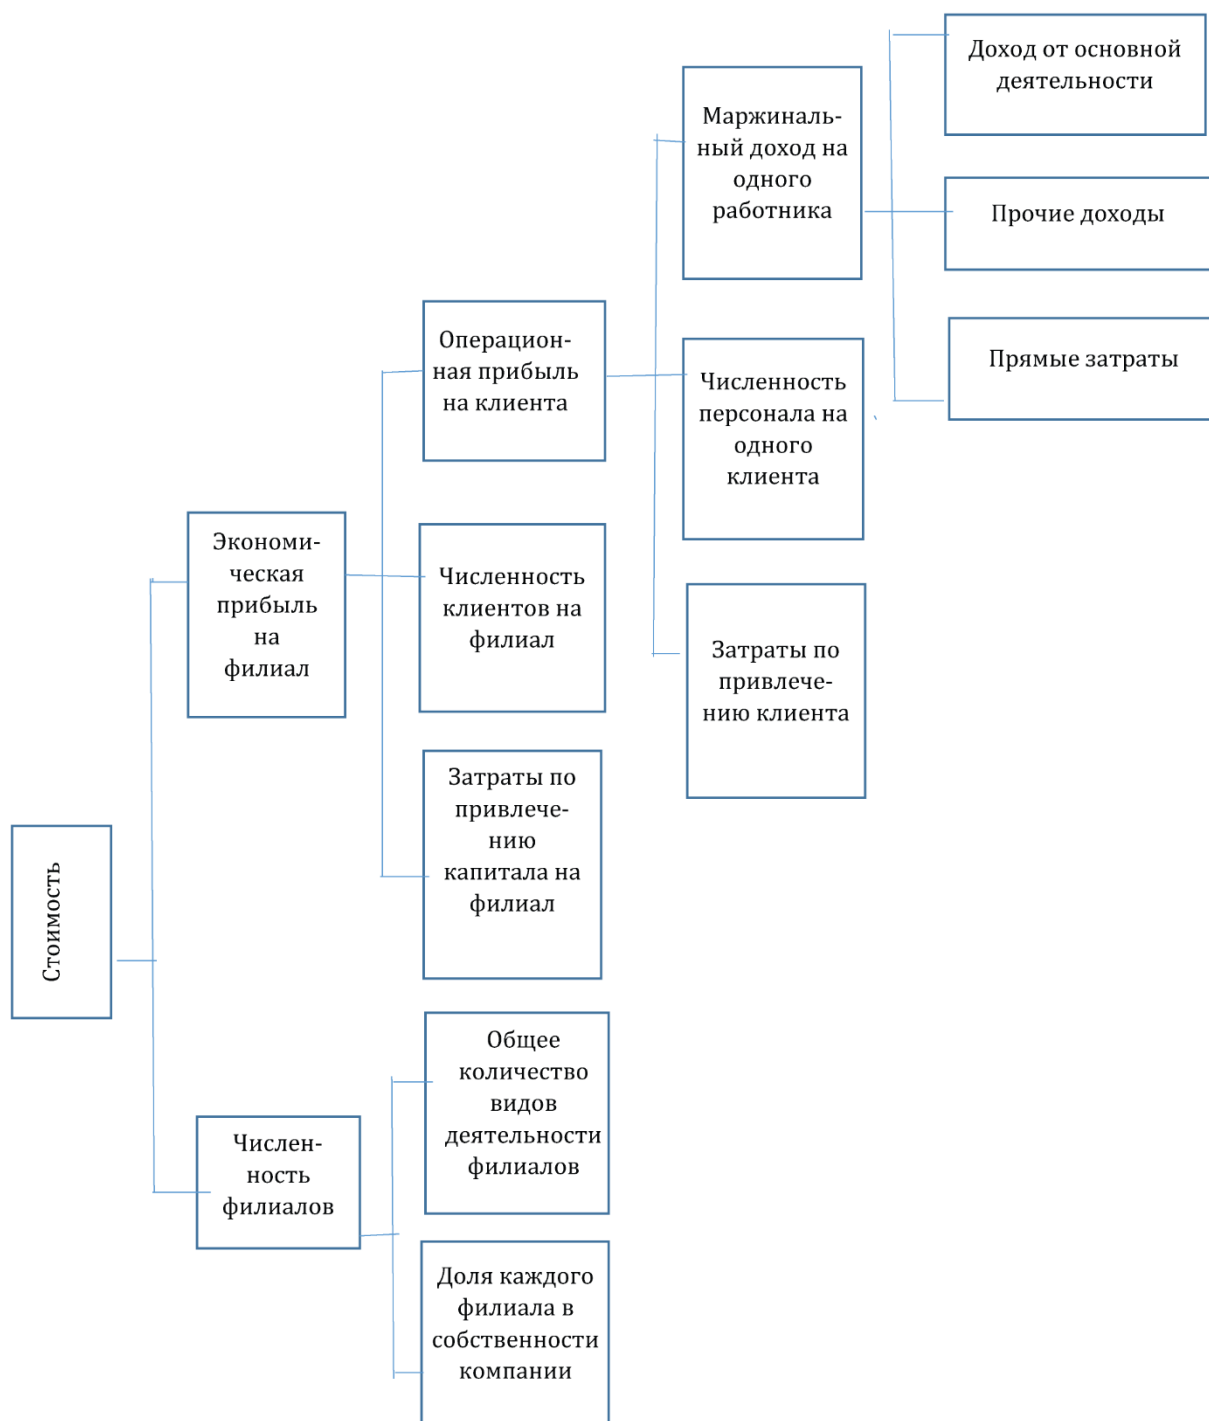 Доход от основной
деятельности
Маржиналь-
ный доход на
одного
работника
Прочие доходы
Прямые затраты
Операцион-
ная прибыль
на клиента
Численность
персонала на
одного
клиента
Экономи-
ческая
прибыль
на
филиал
Численность
клиентов на
филиал
Затраты по
привлече-
нию клиента
Затраты по
привлече-
нию
капитала на
филиал
Стоимость
Общее
количество
видов
деятельности
филиалов
Числен-
ность
филиалов
Доля каждого
филиала в
собственности
компании